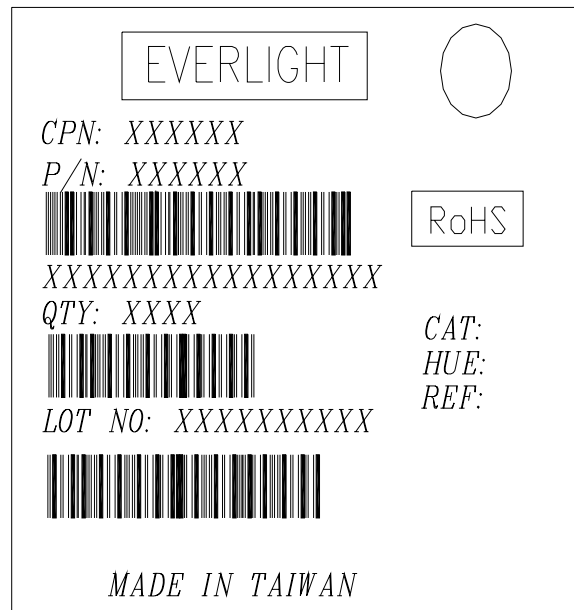 EVERLIGHT
CPN: XXXXXX
P/N: XXXXXX
RoHS
XXXXXXXXXXXXXXXXX
QTY: XXXX
CAT:
HUE:
REF:
LOT NO: XXXXXXXXXX
MADE IN TAIWAN